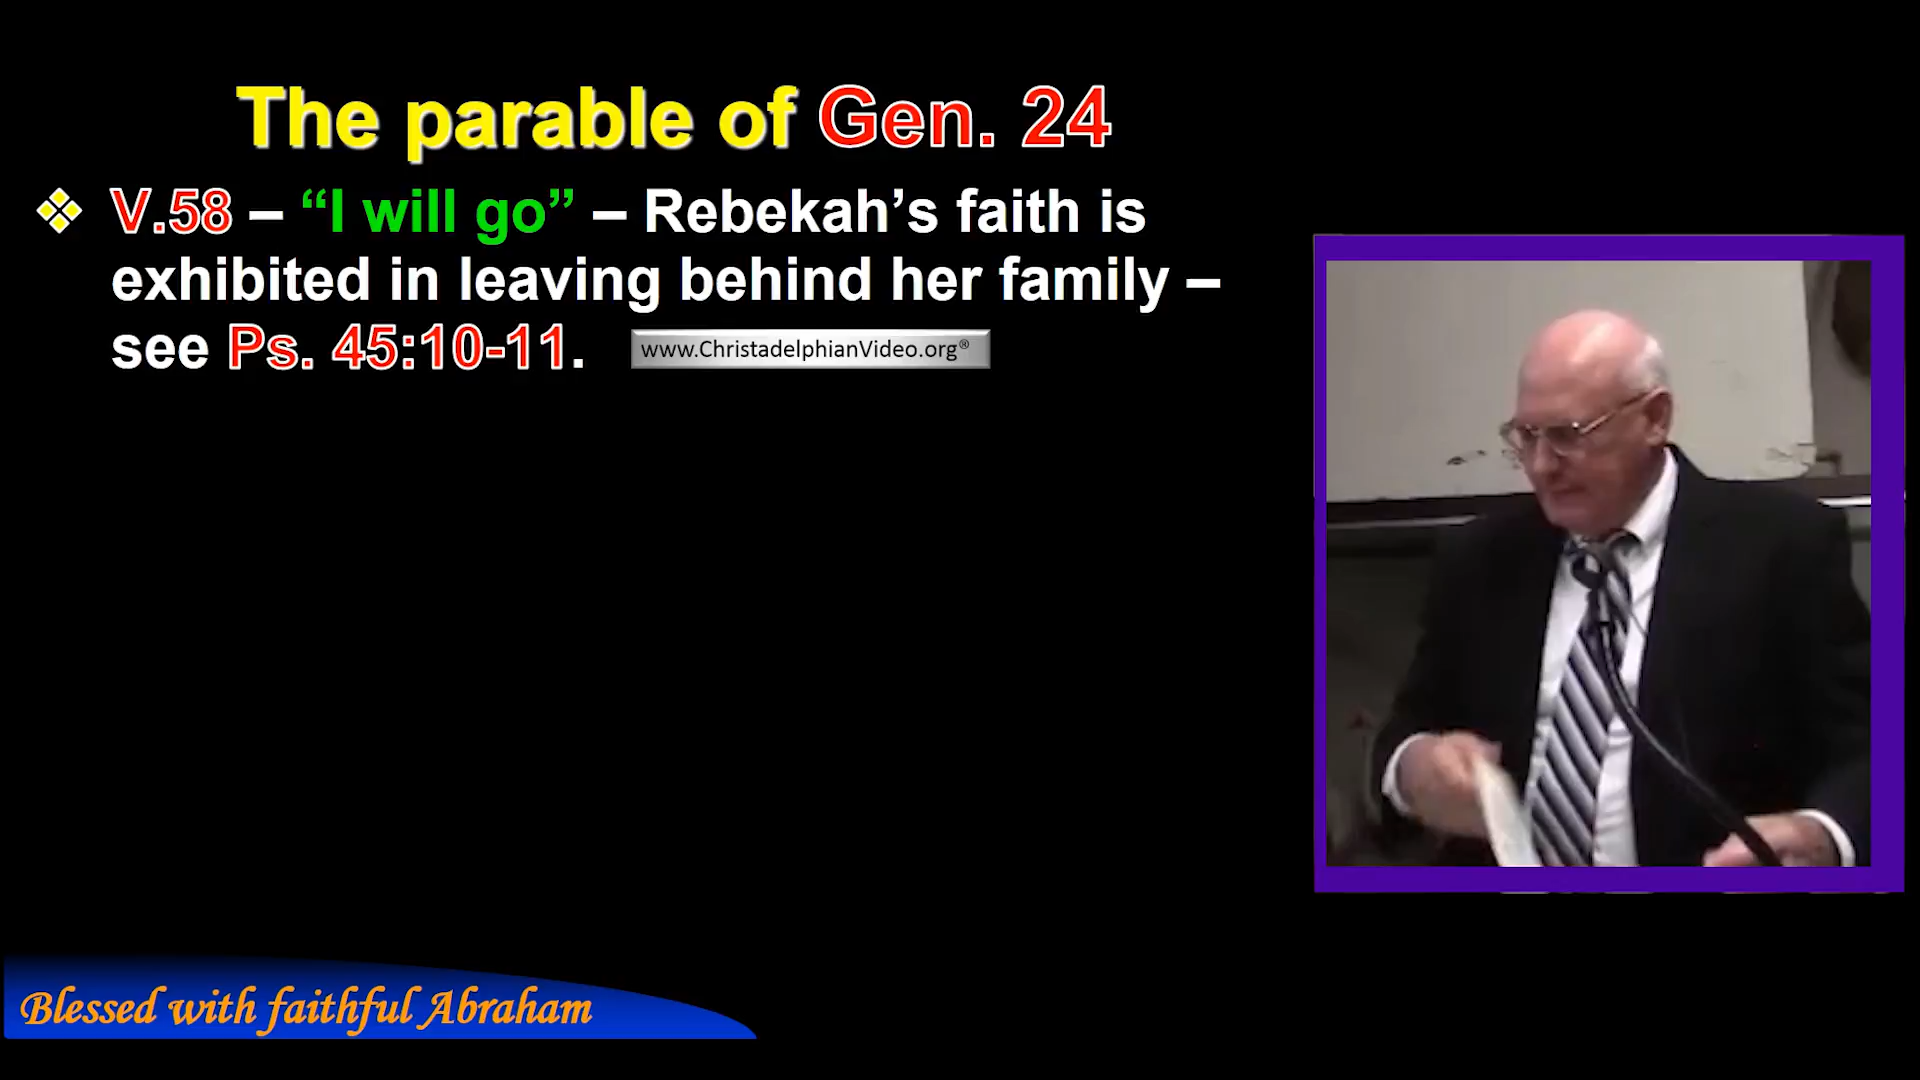 The parable of Gen. 24
❖ V.58 – “I will go” – Rebekah’s faith is
exhibited in leaving behind her family –
see Ps. 45:10-11.
www.ChristadelphianVideo.org®
Blessed with faithful Abraham